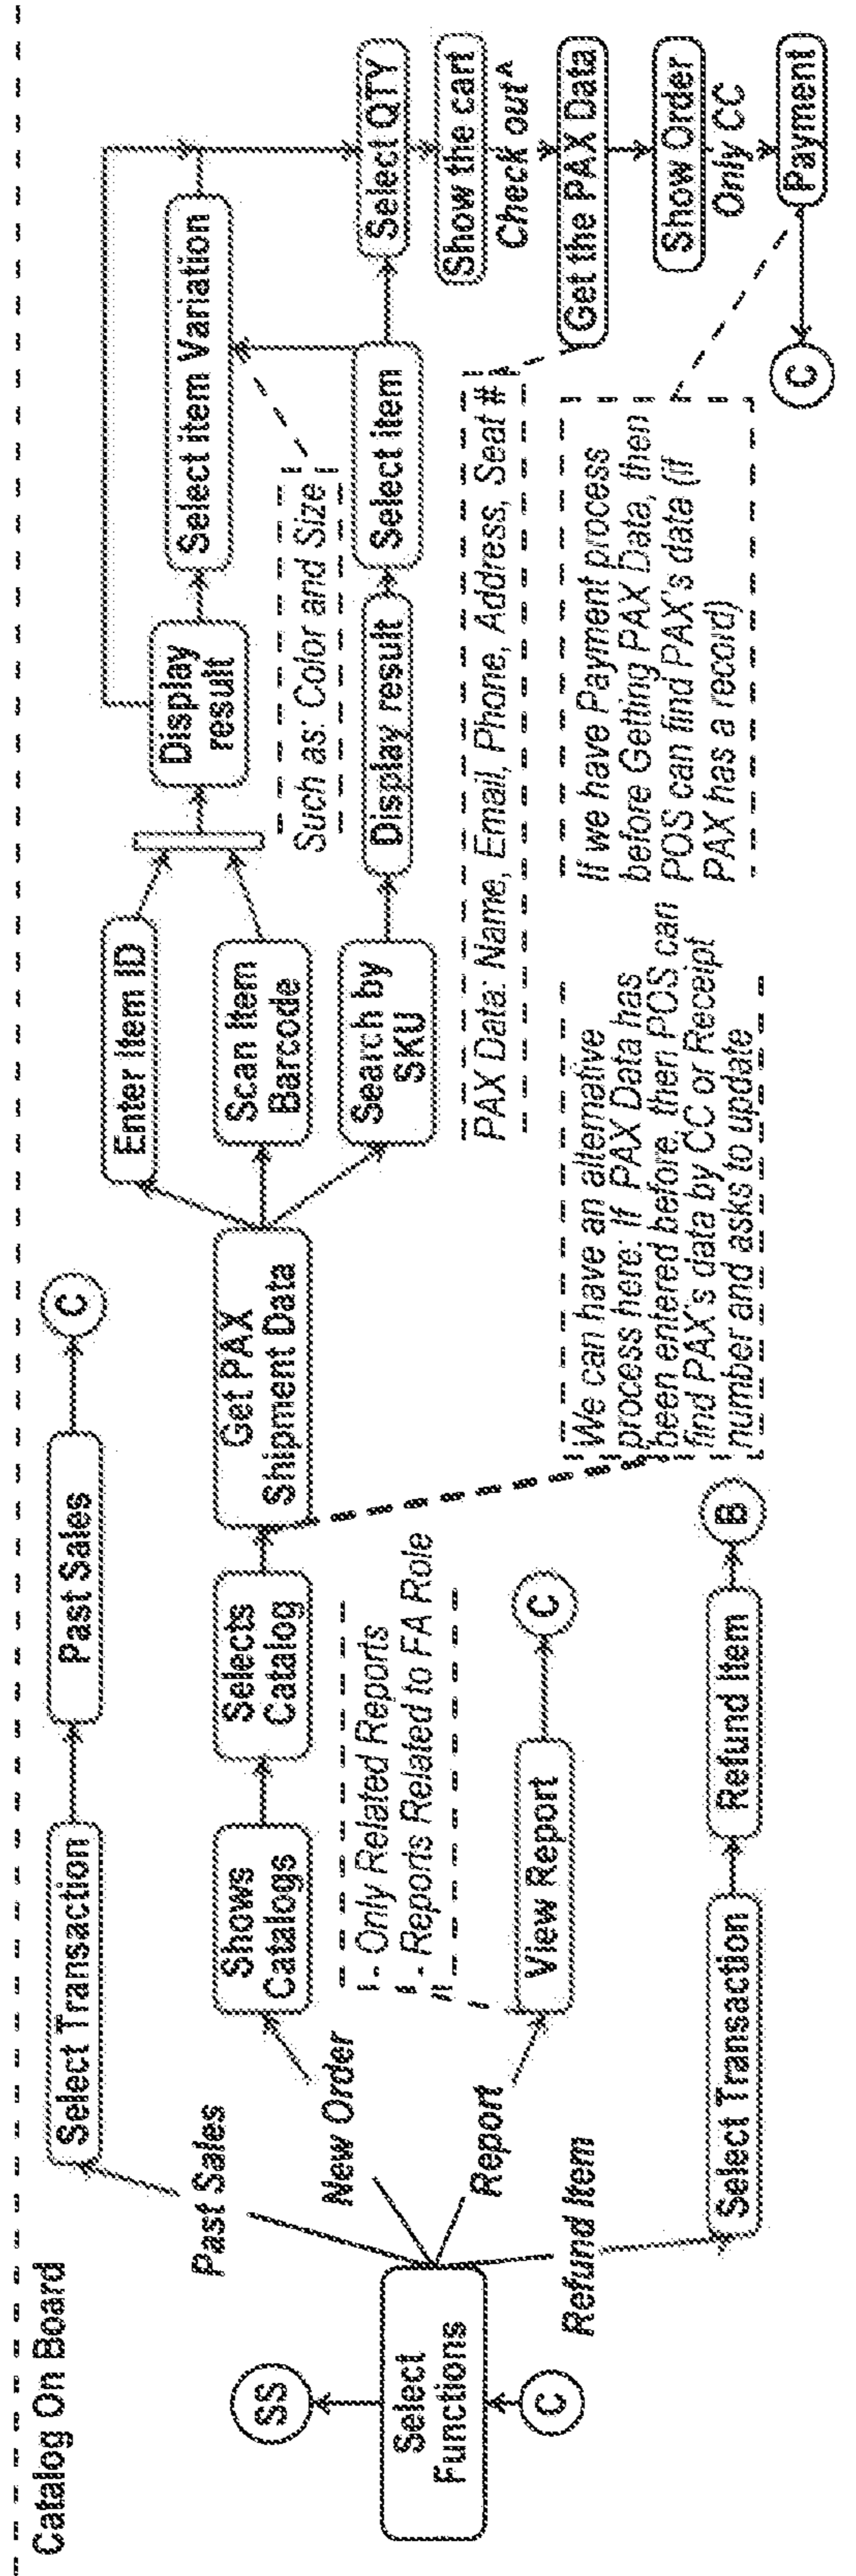 Catalog On Board
SS
Select
Functions
C
Past Sales
New Order
Report
Refund Item
Select Transaction
Past Sales
C
Shows
Catalogs
Selects
Catalog
Get PAX
Shipment Data
- Only Related Reports
- Reports Related to FA Role
View Report
C
Select Transaction
Refund Item
B
Enter Item ID
Scan Item
Barcode
Search by
SKU
Display
result
Select item Variation
Such as: Color and Size
Display result
Select item
Select QTY
Show the cart
Check out^
Get the PAX Data
Show Order
Only CC
Payment
C
PAX Data: Name, Email, Phone, Address, Seat #
We can have an alternative
process here: If PAX Data has
been entered before, then POS can
find PAX's data by CC or Receipt
number and asks to update
If we have Payment process
before Getting PAX Data, then
POS can find PAX's data (if
PAX has a record)